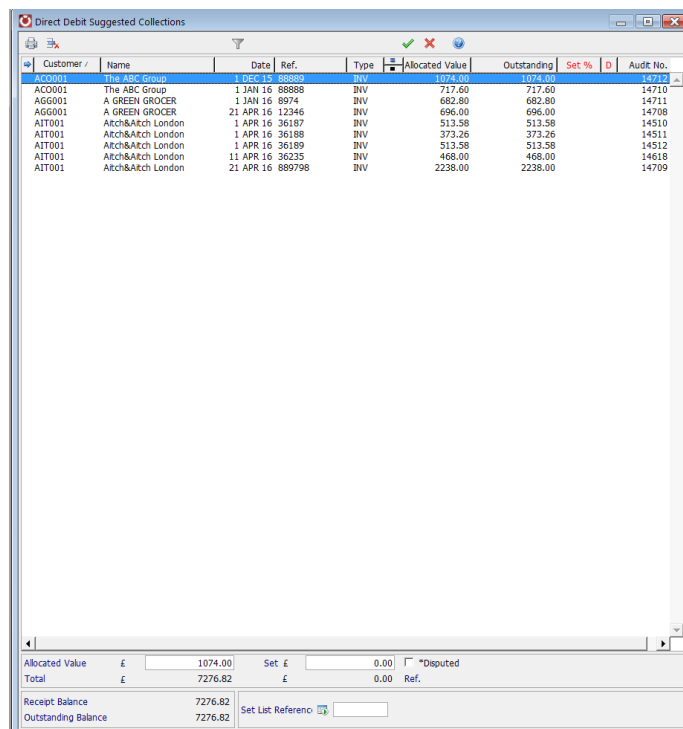 Direct Debit Suggested Collections
Customer / Name Date Ref. Type Allocated Value Outstanding Set % D Audit No.
ACO001 The ABC Group 1 DEC 15 88889 INV 1074.00 1074.00 14712
ACO001 The ABC Group 1 JAN 16 88888 INV 717.60 717.60 14710
AGG001 A GREEN GROCER 1 JAN 16 8974 INV 682.80 682.80 14711
AGG001 A GREEN GROCER 21 APR 16 12346 INV 696.00 696.00 14708
AIT001 Aitch&Aitch London 1 APR 16 36187 INV 513.58 513.58 14510
AIT001 Aitch&Aitch London 1 APR 16 36188 INV 373.26 373.26 14511
AIT001 Aitch&Aitch London 1 APR 16 36189 INV 513.58 513.58 14512
AIT001 Aitch&Aitch London 11 APR 16 36235 INV 468.00 468.00 14618
AIT001 Aitch&Aitch London 21 APR 16 889798 INV 2238.00 2238.00 14709
Allocated Value £ 1074.00 Set £ 0.00 *Disputed
Total £ 7276.82 £ 0.00 Ref.
Receipt Balance 7276.82
Set List Referenc
Outstanding Balance 7276.82